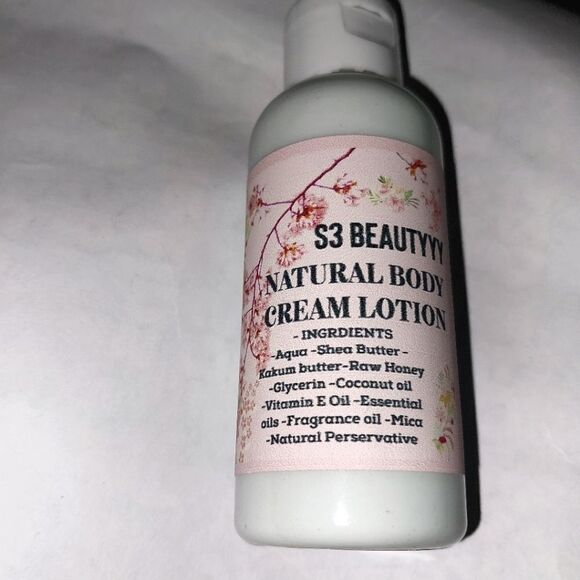 S3 BEAUTYYY
NATURAL BODY
CREAM LOTION
- INGRDIENTS
-Aqua -Shea Butter -
Kakum butter-Raw Honey
-Glycerin -Coconut oil
-Vitamin E Oil -Essential
oils -Fragrance oil -Mica
-Natural Perservative